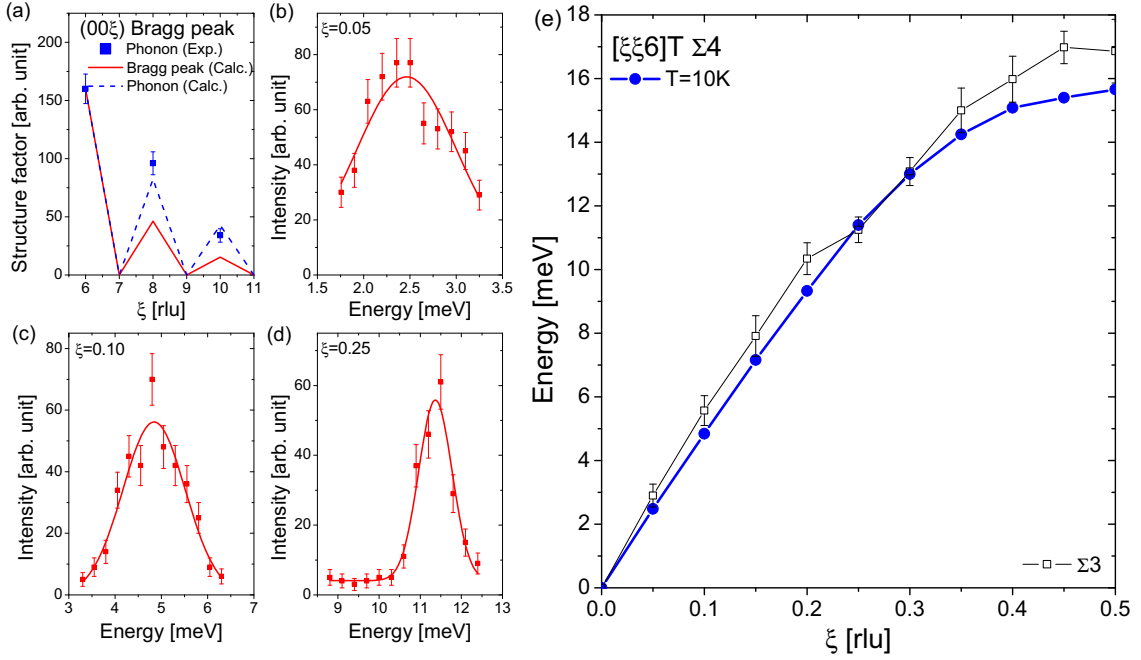 (a)
(00ξ) Bragg peak
Phonon (Exp.)
Bragg peak (Calc.)
Phonon (Calc.)
Structure factor [arb. unit]
200
150
100
50
0
6 7 8 9 10 11
ξ [rlu]
(b)
ξ=0.05
Intensity [arb. unit]
100
80
60
40
20
0
1.5 2.0 2.5 3.0 3.5
Energy [meV]
(c)
ξ=0.10
Intensity [arb. unit]
80
60
40
20
0
3 4 5 6 7
Energy [meV]
(d)
ξ=0.25
Intensity [arb. unit]
60
40
20
0
9 10 11 12 13
Energy [meV]
(e)
[ξξ6]T Σ4
T=10K
Energy [meV]
18
16
14
12
10
8
6
4
2
0
Σ3
0.0 0.1 0.2 0.3 0.4 0.5
ξ [rlu]